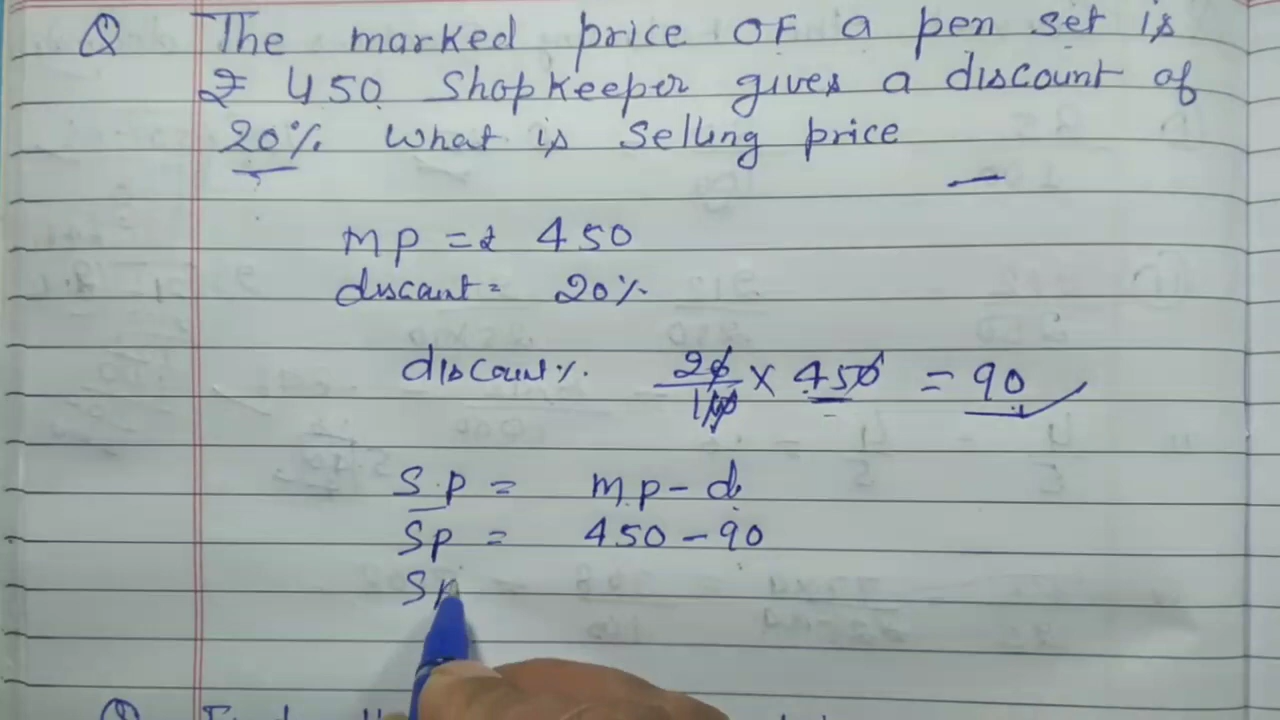 Q The marked price OF a pen set is
₹ 450 Shopkeeper gives a discount of
20% What is Selling price
MP = ₹ 450
discount = 20%
discount% 20/100 × 450 = 90
S.P = M.P - d
SP = 450 - 90
SP